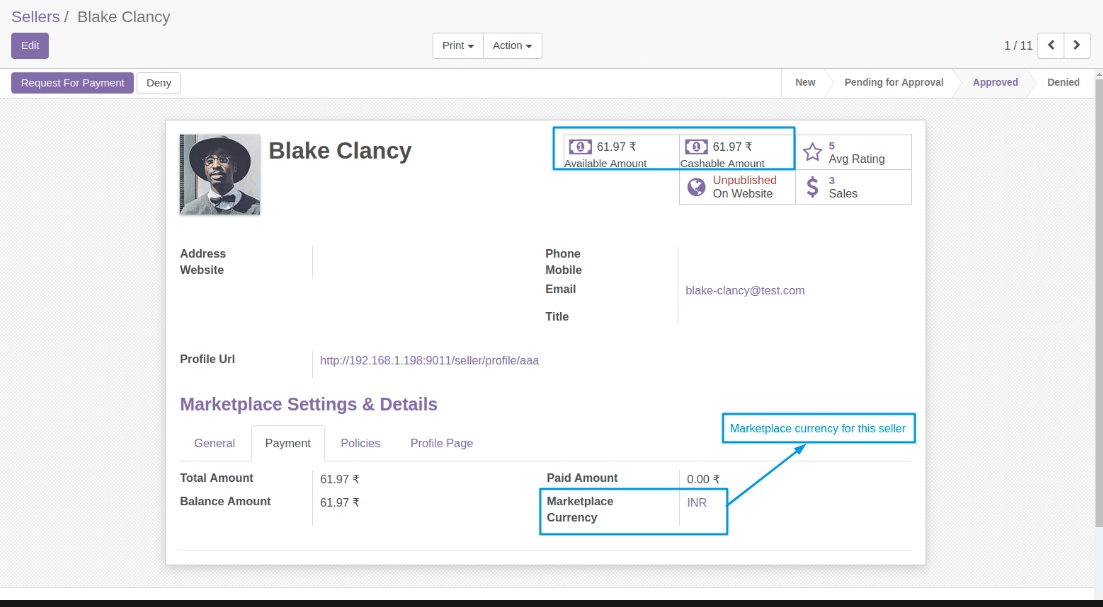 Sellers / Blake Clancy
Edit
Print
Action
1 / 11
Request For Payment
Deny
New
Pending for Approval
Approved
Denied
Blake Clancy
61.97 ₹
Available Amount
61.97 ₹
Cashable Amount
5
Avg Rating
Unpublished
On Website
3
Sales
Address
Website
Phone
Mobile
Email
blake-clancy@test.com
Title
Profile Url
http://192.168.1.198:9011/seller/profile/aaa
Marketplace Settings & Details
Marketplace currency for this seller
General
Payment
Policies
Profile Page
Total Amount
61.97 ₹
Paid Amount
0.00 ₹
Balance Amount
61.97 ₹
Marketplace
Currency
INR